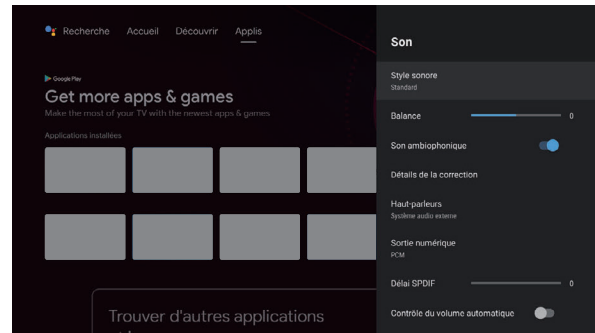 Recherche Accueil Découvrir Applis
Google Play
Get more apps & games
Make the most of your TV with the newest apps & games
Applications installées
Trouver d'autres applications
Son
Style sonore
Standard
Balance 0
Son ambiophonique
Détails de la correction
Haut-parleurs
Système audio externe
Sortie numérique
PCM
Délai SPDIF 0
Contrôle du volume automatique